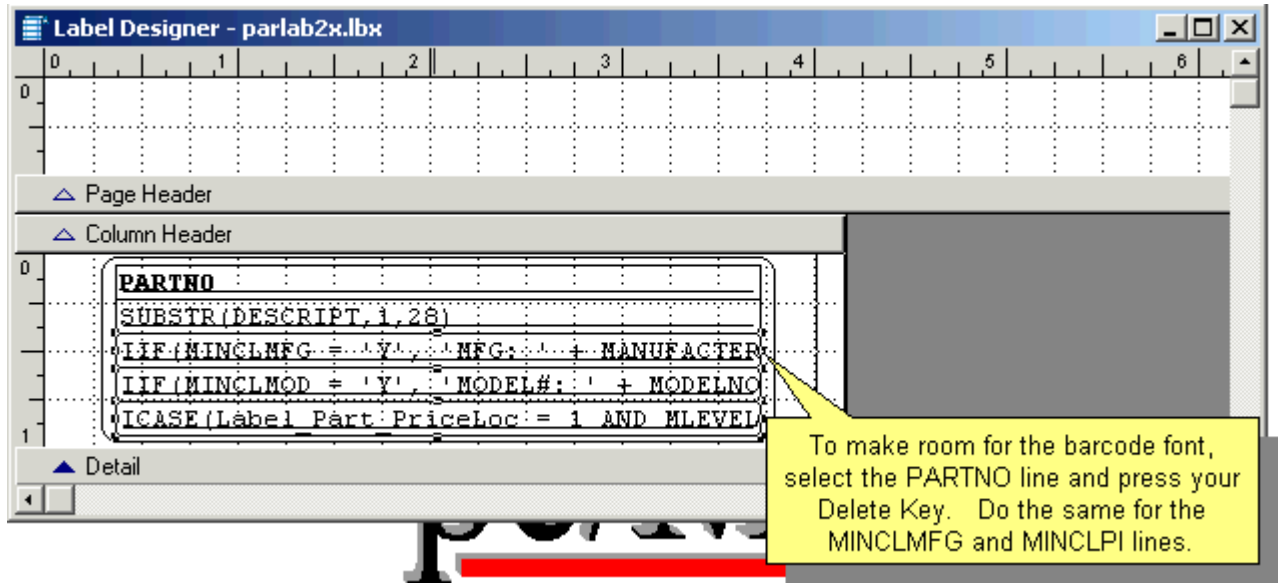 Label Designer - parlab2x.lbx
0 1 2 3 4 5 6
0
Page Header
Column Header
0
PARTNO
SUBSTR(DESCRIPT,1,28)
IIF(MINCLMFG = 'Y', 'MFG: ' + MANUFACTER
IIF(MINCLMOD = 'Y', 'MODEL#: ' + MODELNO
ICASE(Label_Part_PriceLoc = 1 AND MLEVEL
1
Detail
To make room for the barcode font,
select the PARTNO line and press your
Delete Key. Do the same for the
MINCLMFG and MINCLPI lines.